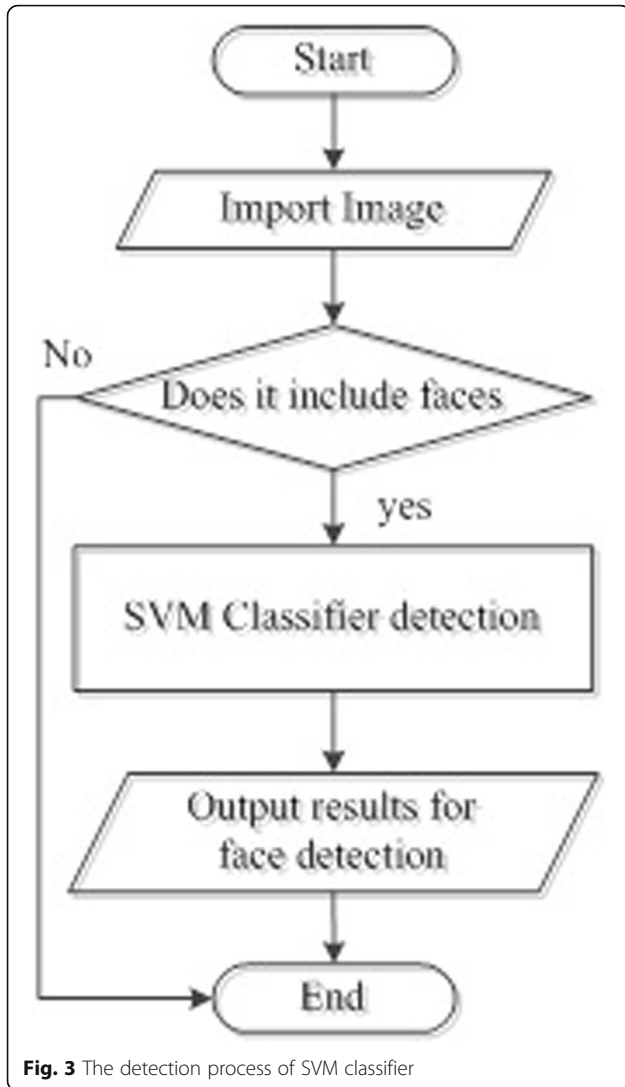 Start
Import Image
No
Does it include faces
yes
SVM Classifier detection
Output results for
face detection
End
Fig. 3 The detection process of SVM classifier